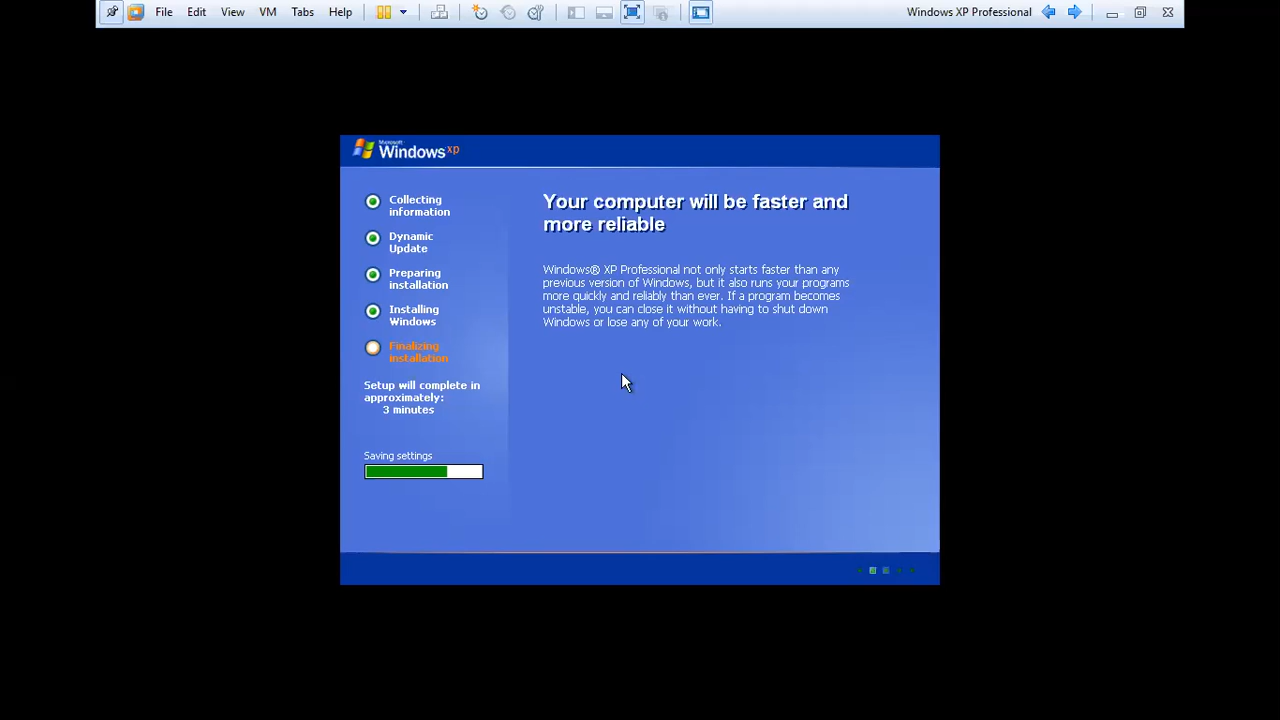 File Edit View VM Tabs Help Windows XP Professional
Microsoft
Windows xp
Collecting
information
Dynamic
Update
Preparing
installation
Installing
Windows
Finalizing
installation
Setup will complete in
approximately:
3 minutes
Saving settings
Your computer will be faster and
more reliable
Windows® XP Professional not only starts faster than any
previous version of Windows, but it also runs your programs
more quickly and reliably than ever. If a program becomes
unstable, you can close it without having to shut down
Windows or lose any of your work.